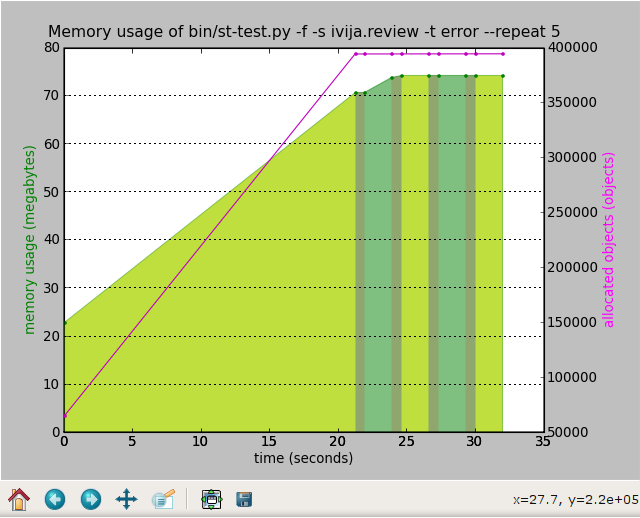 Memory usage of bin/st-test.py -f -s ivija.review -t error --repeat 5
memory usage (megabytes)
80
70
60
50
40
30
20
10
0
400000
350000
300000
250000
200000
150000
100000
50000
allocated objects (objects)
0 5 10 15 20 25 30 35
time (seconds)
x=27.7, y=2.2e+05